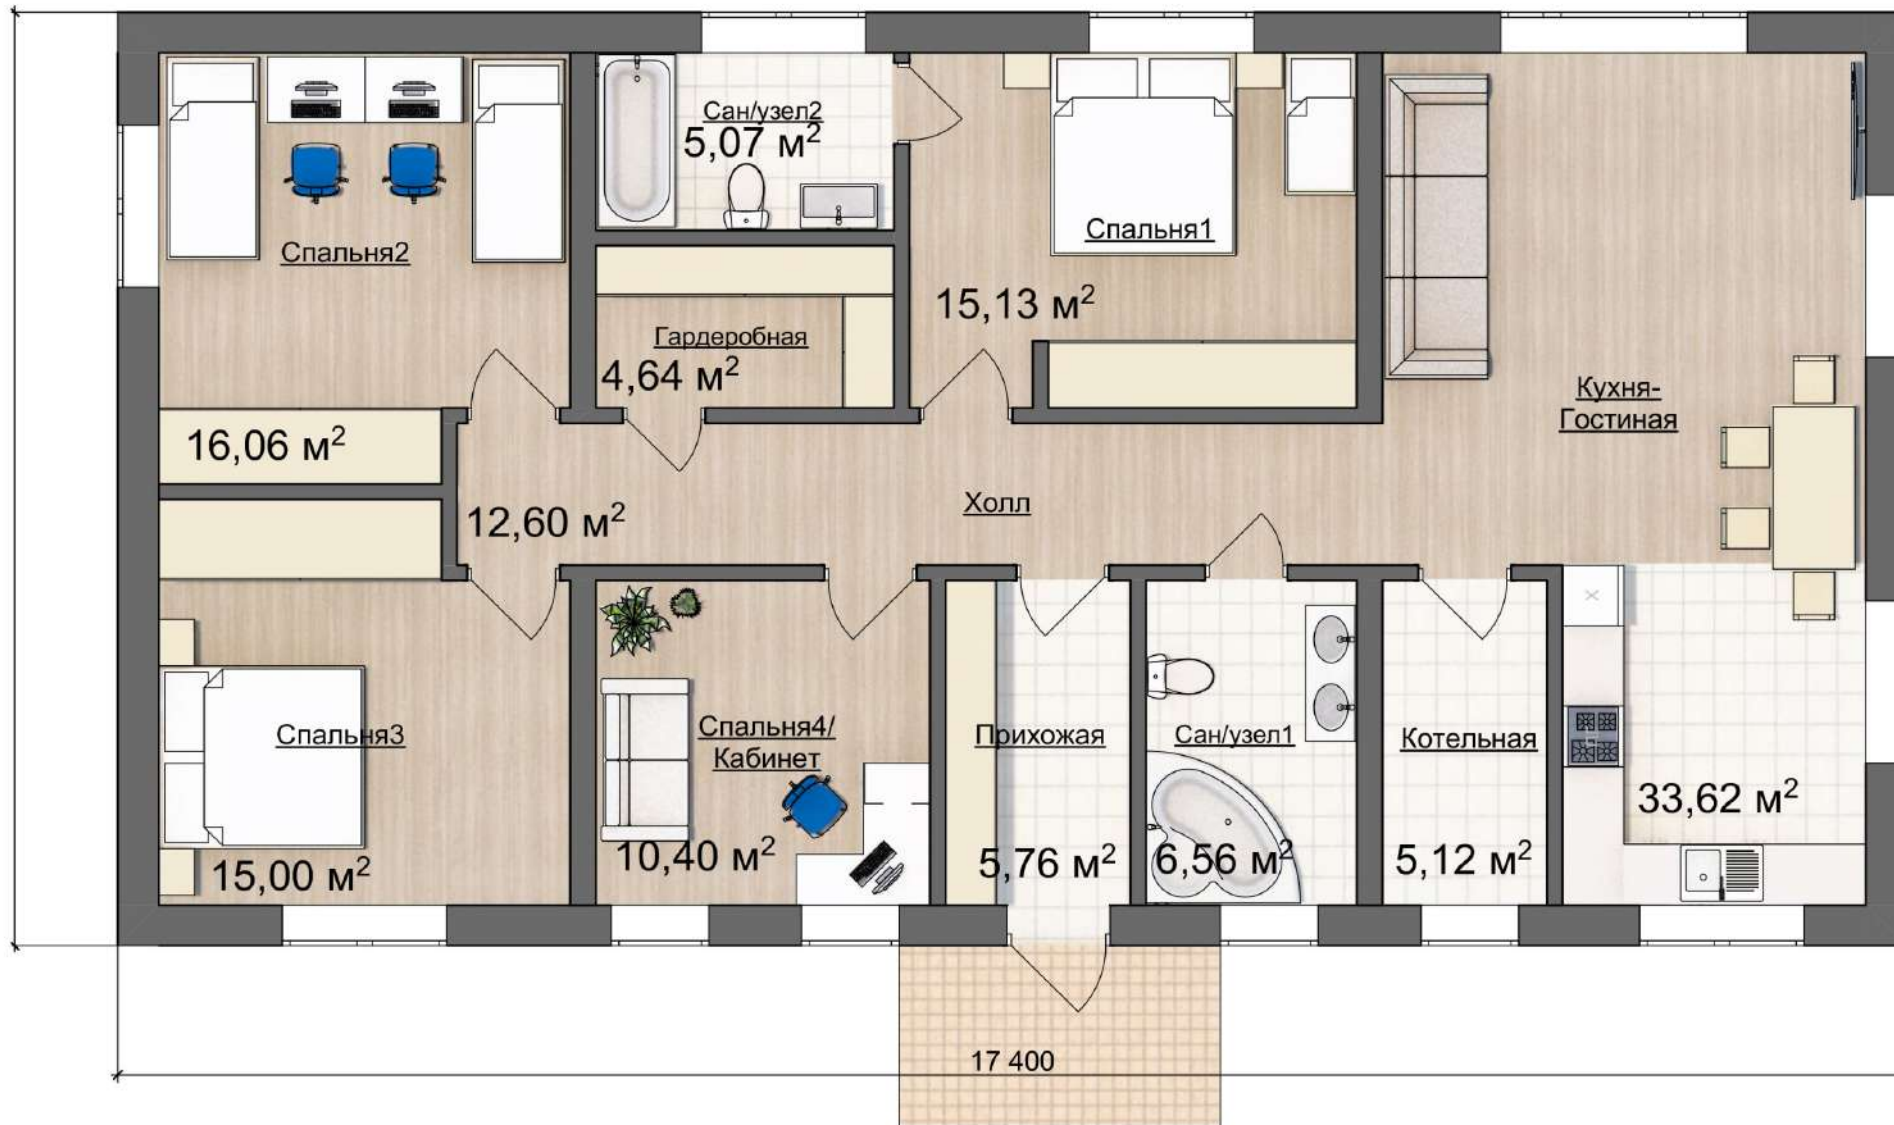 Сан/узел2
5,07 м²
Спальня1
Спальня2
15,13 м²
Гардеробная
4,64 м²
Кухня-
Гостиная
16,06 м²
Холл
12,60 м²
Спальня3
Спальня4/
Кабинет
Прихожая
Сан/узел1
Котельная
33,62 м²
15,00 м²
10,40 м²
5,76 м²
6,56 м²
5,12 м²
17 400